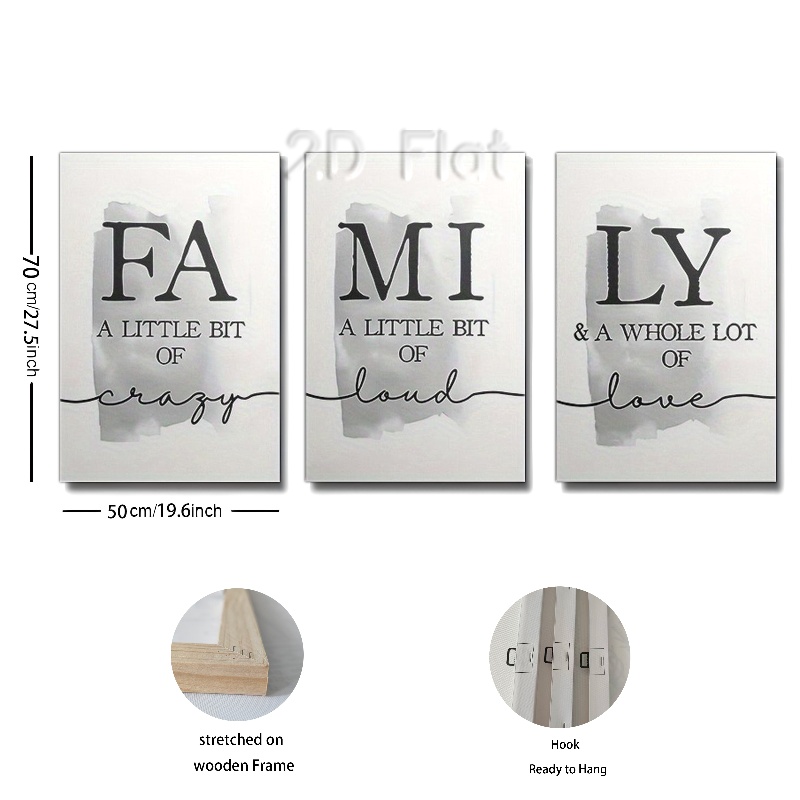 2D Flat
FA
A LITTLE BIT
OF
crazy
MI
A LITTLE BIT
OF
loud
LY
& A WHOLE LOT
OF
love
70 cm/27.5inch
50cm/19.6inch
stretched on
wooden Frame
Hook
Ready to Hang